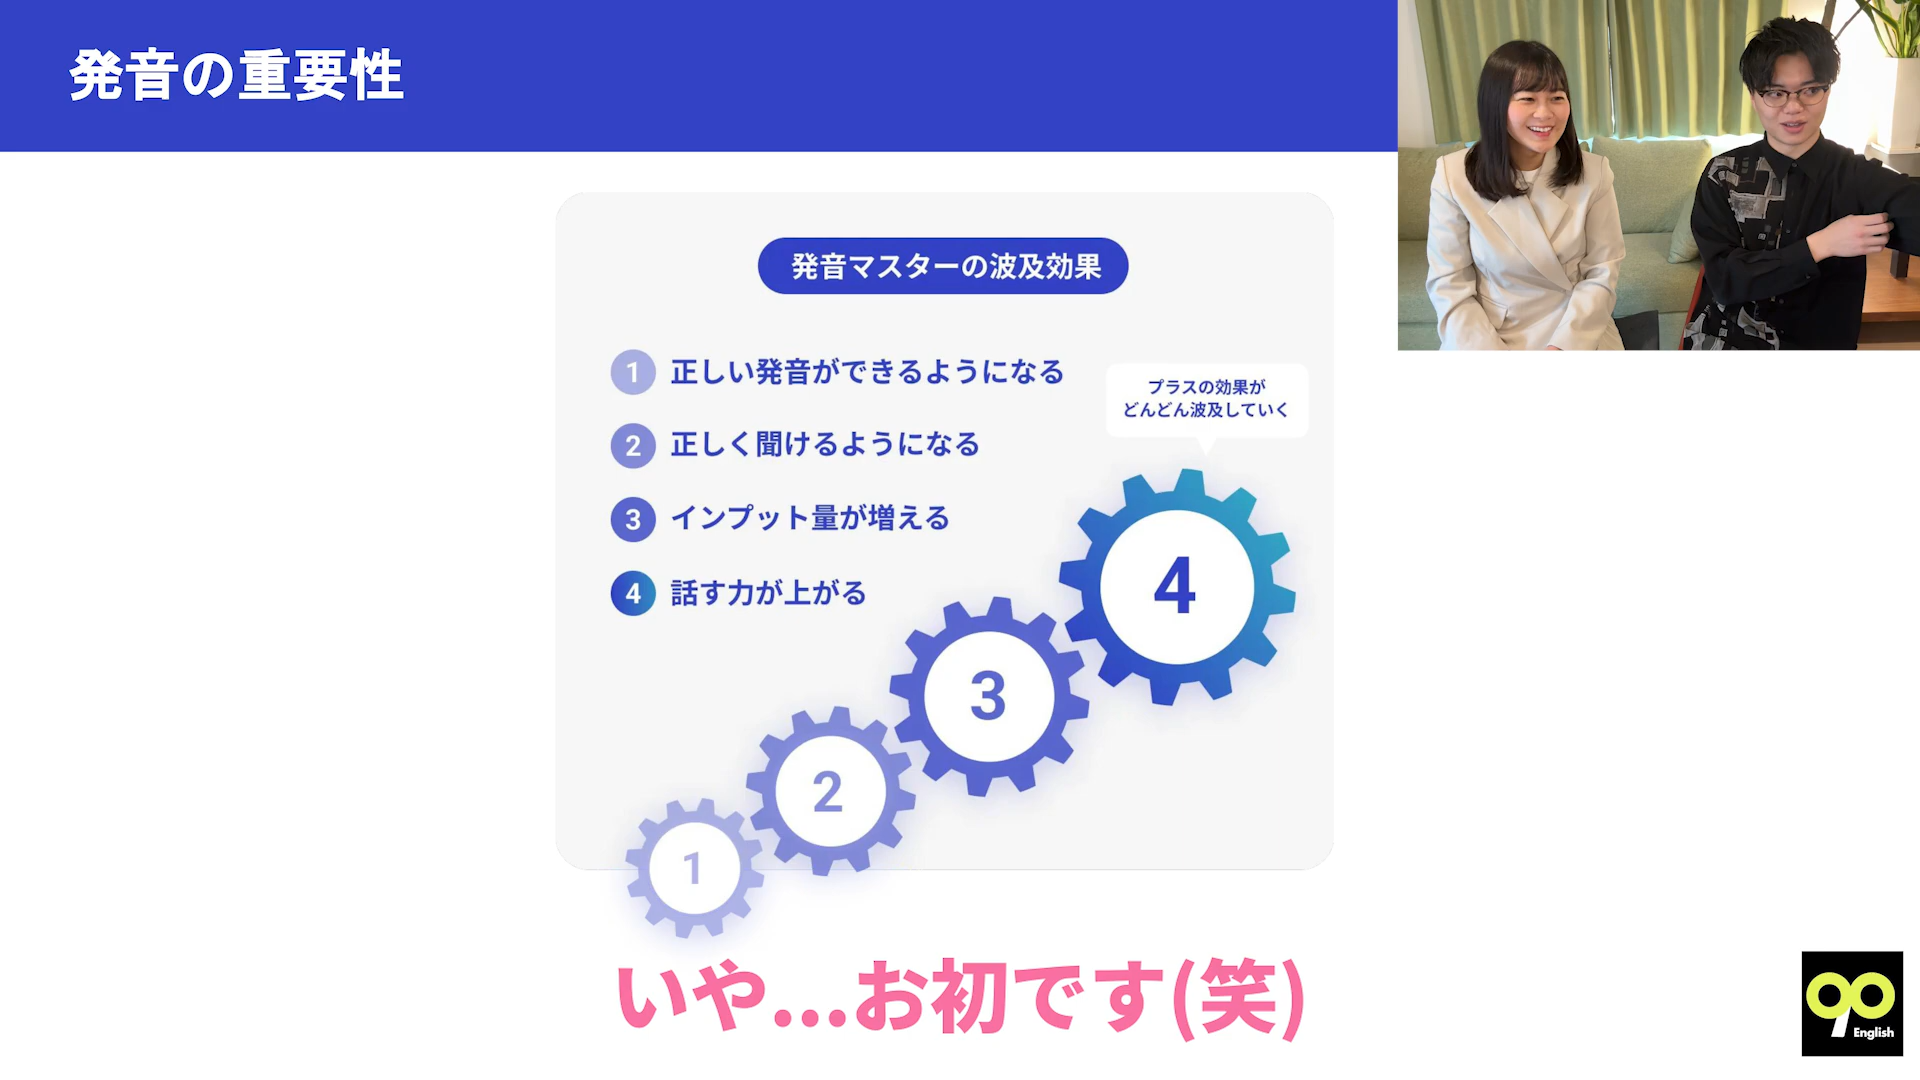 発音の重要性
発音マスターの波及効果
1 正しい発音ができるようになる
2 正しく聞けるようになる
3 インプット量が増える
4 話す力が上がる
プラスの効果が
どんどん波及していく
4
3
2
1
いや...お初です(笑)
90
English